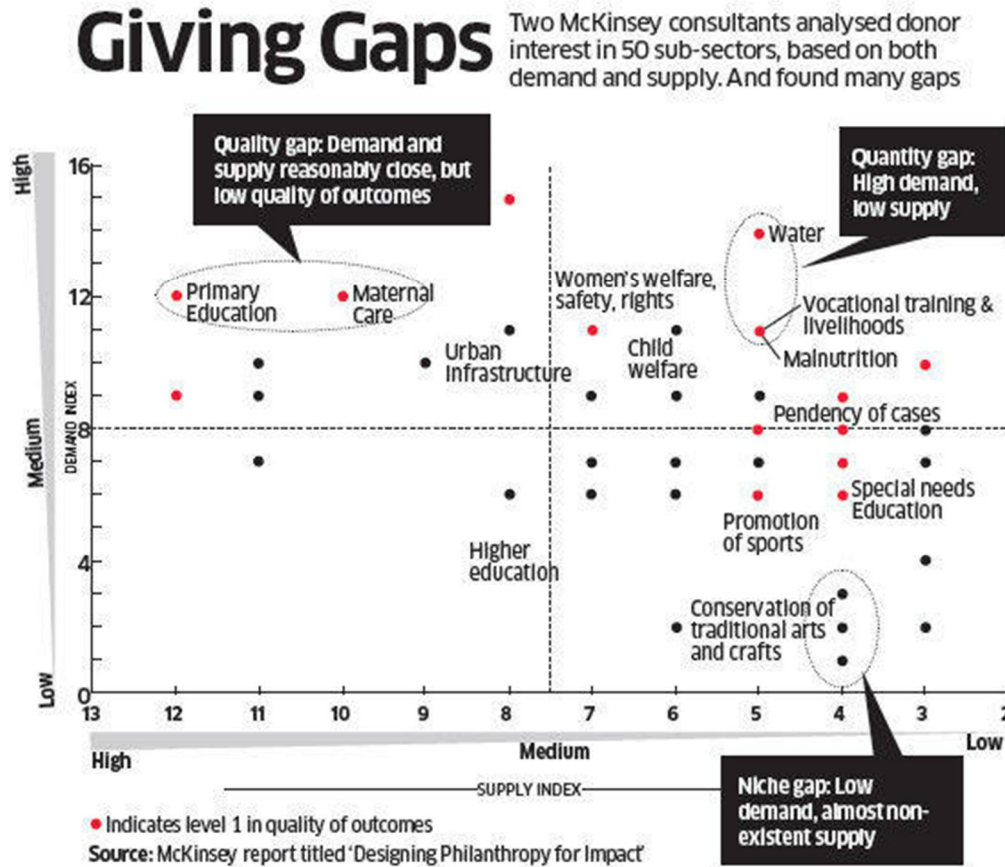 Giving Gaps
Two McKinsey consultants analysed donor
interest in 50 sub-sectors, based on both
demand and supply. And found many gaps
Quality gap: Demand and
supply reasonably close, but
low quality of outcomes
Quantity gap:
High demand,
low supply
High
Medium
Low
DEMAND INDEX
16
12
8
4
0
Water
Primary
Education
Maternal
Care
Women's welfare,
safety, rights
Vocational training &
livelihoods
Urban
Infrastructure
Child
welfare
Malnutrition
Pendency of cases
Special needs
Education
Promotion
of sports
Higher
education
Conservation of
traditional arts
and crafts
13 12 11 10 9 8 7 6 5 4 3 2
High
Medium
Low
SUPPLY INDEX
Niche gap: Low
demand, almost non-
existent supply
Indicates level 1 in quality of outcomes
Source: McKinsey report titled 'Designing Philanthropy for Impact'